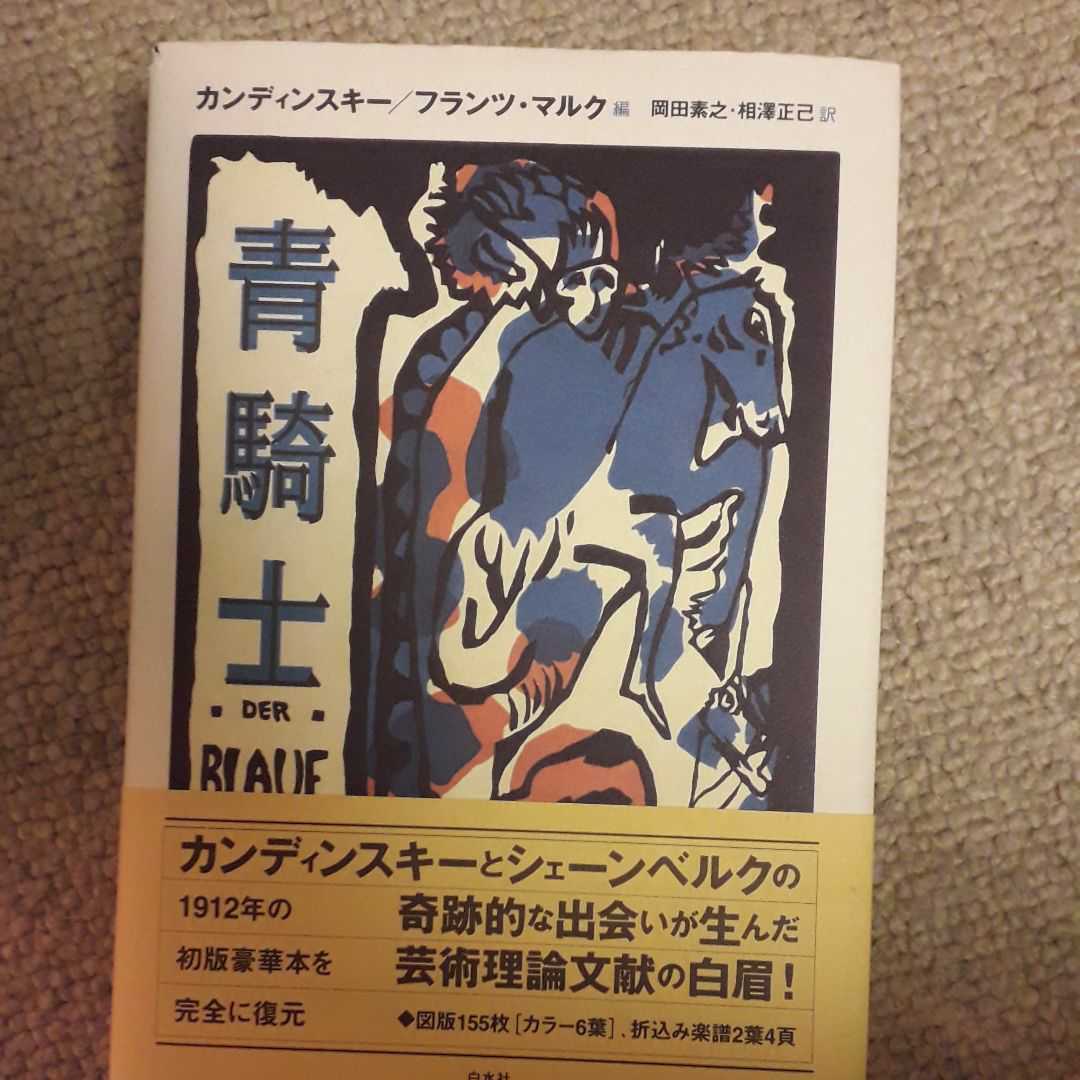 カンディンスキー/フランツ・マルク 編 岡田素之・相澤正己 訳
青騎士
DER
BLAUE
カンディンスキーとシェーンベルクの
奇跡的な出会いが生んだ
芸術理論文献の白眉!
1912年の
初版豪華本を
完全に復元
◆図版155枚[カラー6葉]、折込み楽譜2葉4頁
白水社